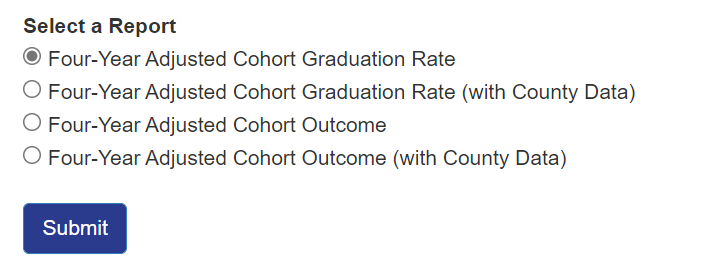 Select a Report
Four-Year Adjusted Cohort Graduation Rate
Four-Year Adjusted Cohort Graduation Rate (with County Data)
Four-Year Adjusted Cohort Outcome
Four-Year Adjusted Cohort Outcome (with County Data)
Submit